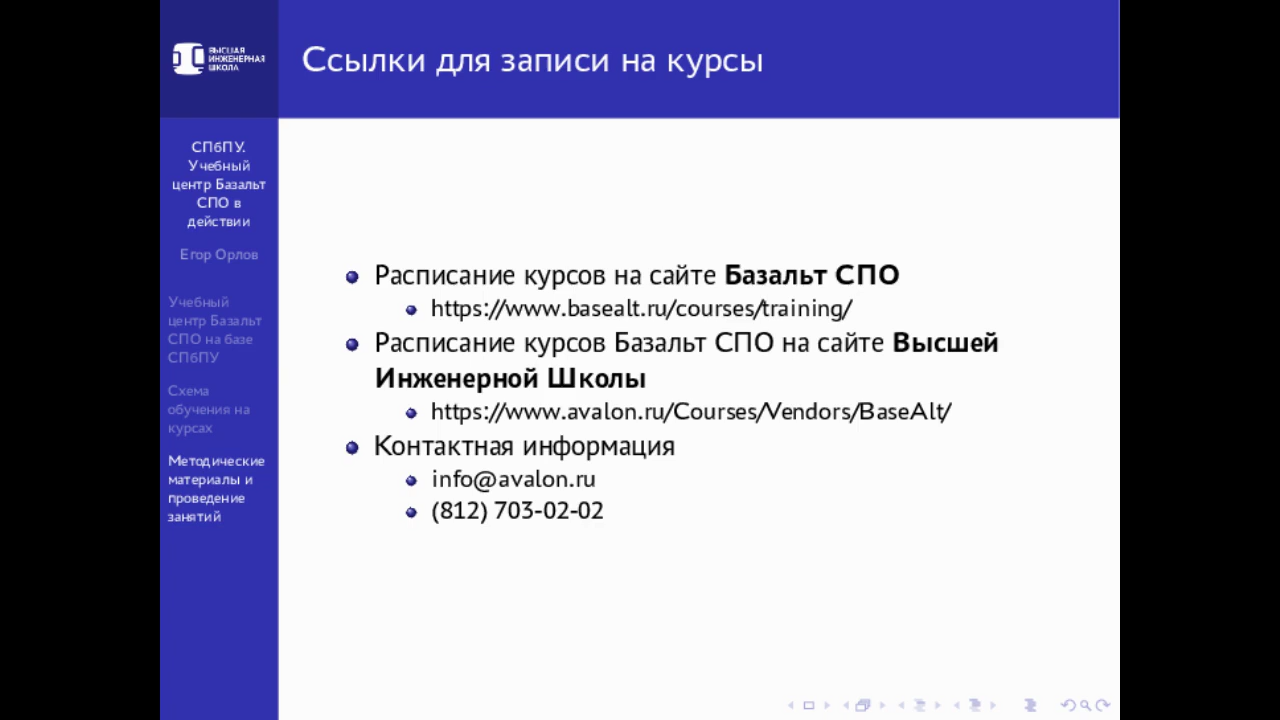 ВЫСШАЯ
ИНЖЕНЕРНАЯ
ШКОЛА
Ссылки для записи на курсы
СПбПУ.
Учебный
центр Базальт
СПО в
действии
Егор Орлов
Учебный
центр Базальт
СПО на базе
СПбПУ
Схема
обучения на
курсах
Методические
материалы и
проведение
занятий
Расписание курсов на сайте Базальт СПО
https://www.basealt.ru/courses/training/
Расписание курсов Базальт СПО на сайте Высшей
Инженерной Школы
https://www.avalon.ru/Courses/Vendors/BaseAlt/
Контактная информация
info@avalon.ru
(812) 703-02-02